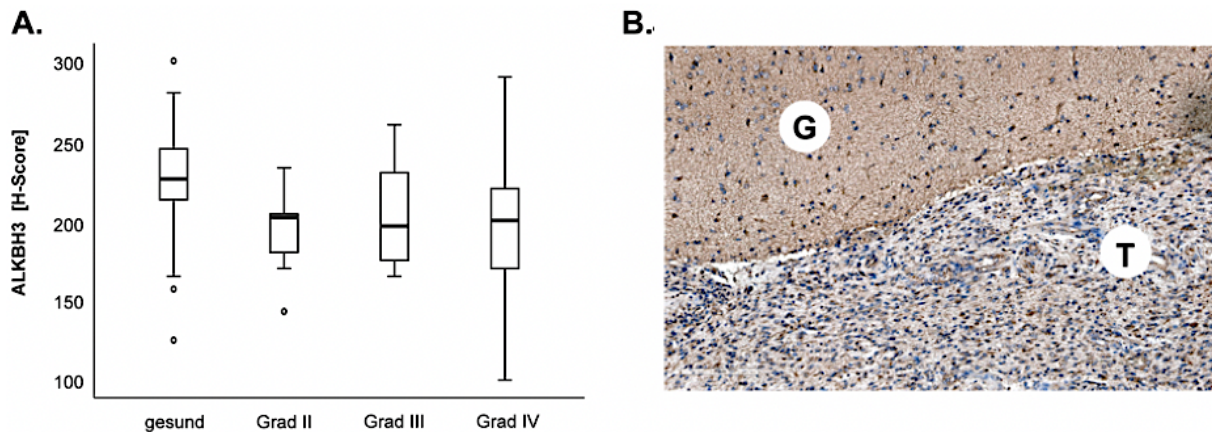 A.
B.
300
250
200
150
100
ALKBH3 [H-Score]
gesund Grad II Grad III Grad IV
G
T